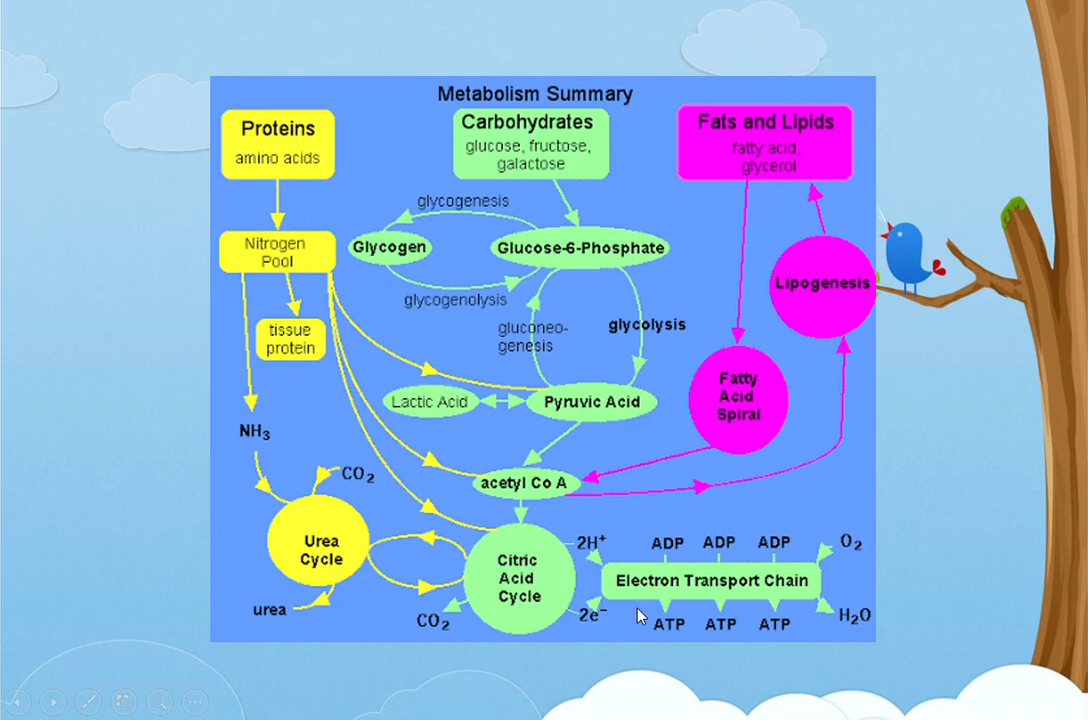 Metabolism Summary
Proteins
amino acids
Carbohydrates
glucose, fructose,
galactose
Fats and Lipids
fatty acid,
glycerol
Nitrogen
Pool
glycogenesis
Glycogen
Glucose-6-Phosphate
glycogenolysis
Lipogenesis
tissue
protein
gluconeo-
genesis
glycolysis
Lactic Acid
Pyruvic Acid
Fatty
Acid
Spiral
NH3
CO2
acetyl Co A
Urea
Cycle
urea
Citric
Acid
Cycle
CO2
2H+
2e−
ADP ADP ADP
O2
Electron Transport Chain
ATP ATP ATP
H2O